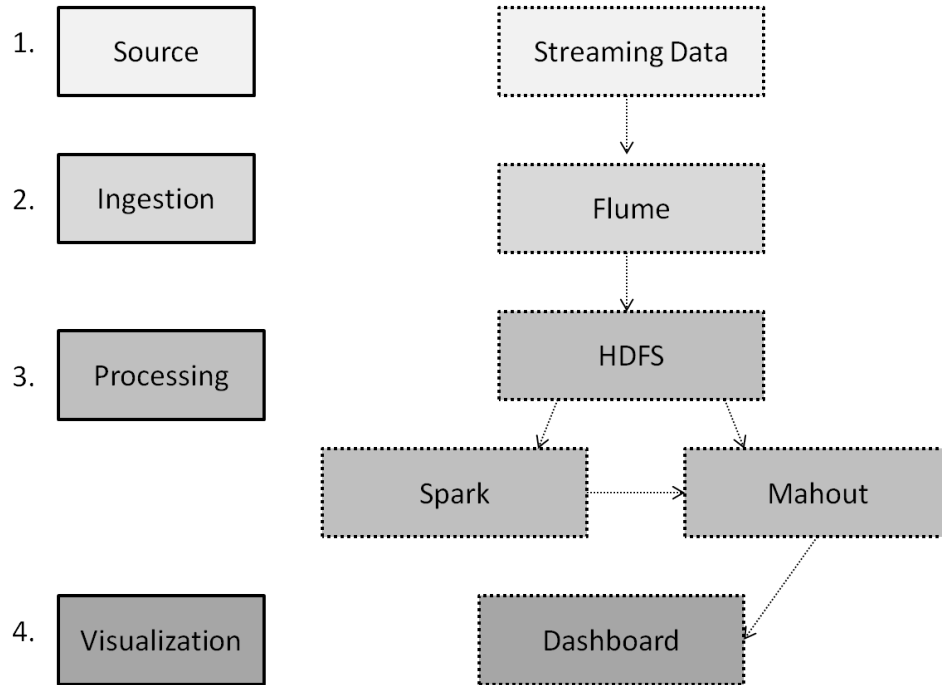 1. Source
Streaming Data
2. Ingestion
Flume
3. Processing
HDFS
Spark
Mahout
4. Visualization
Dashboard